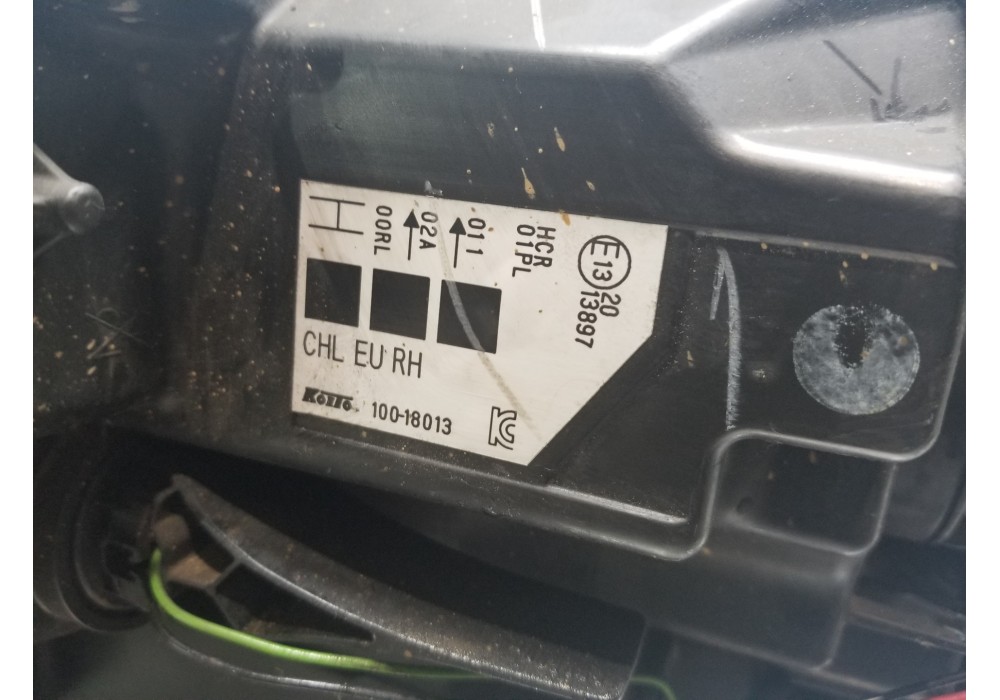 E13
20
13897
HCR
01PL
011
02A
00RL
CHL EU RH
Koito 100-18013